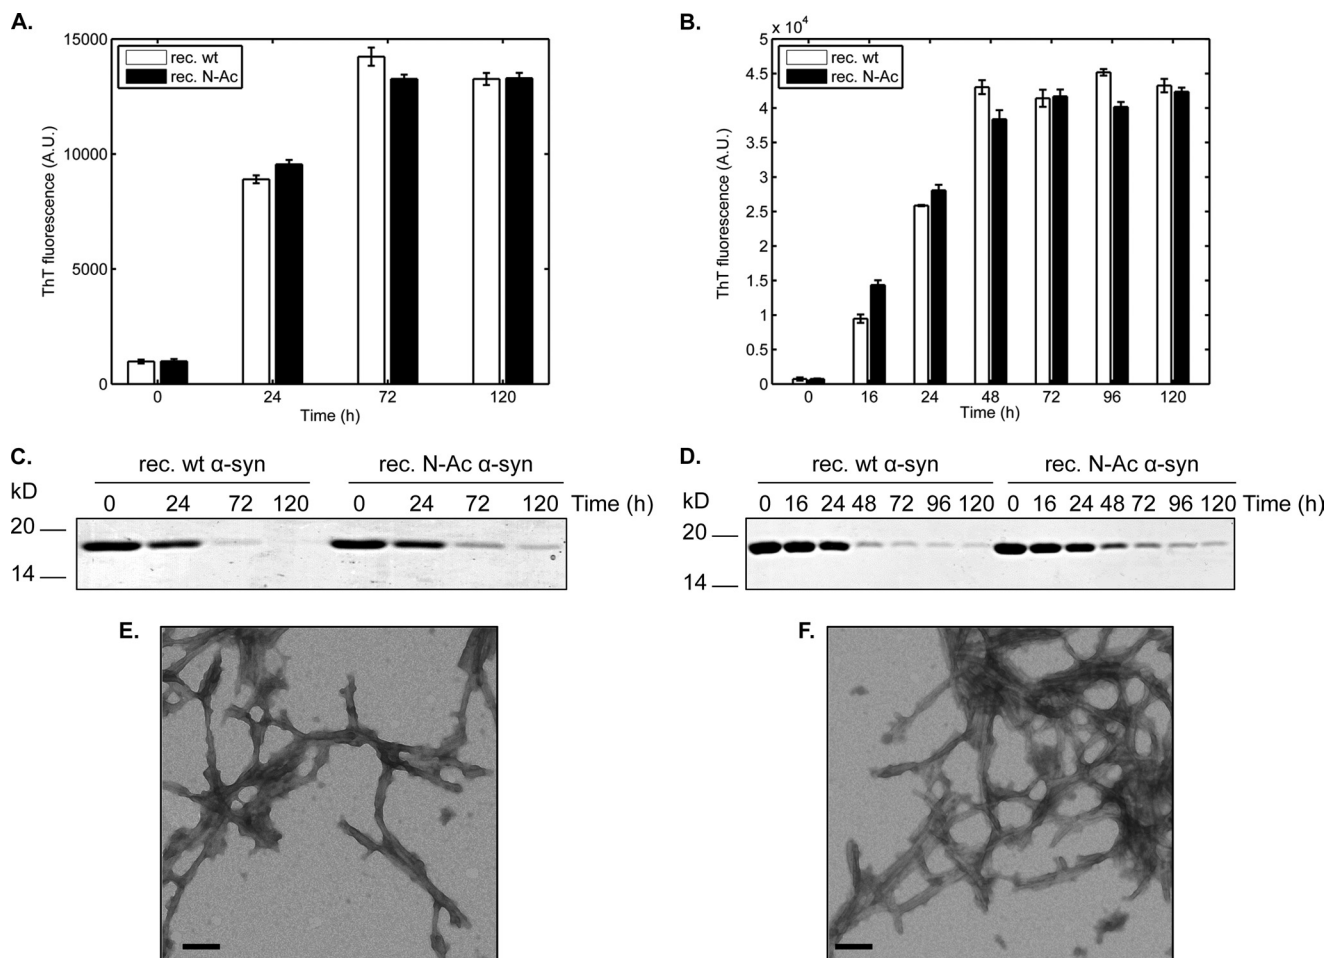 A.
15000
10000
5000
0
ThT fluorescence (A.U.)
rec. wt
rec. N-Ac
0 24 72 120
Time (h)
B.
x 10⁴
5
4.5
4
3.5
3
2.5
2
1.5
1
0.5
0
ThT fluorescence (A.U.)
rec. wt
rec. N-Ac
0 16 24 48 72 96 120
Time (h)
C.
rec. wt α-syn rec. N-Ac α-syn
kD
0 24 72 120 0 24 72 120 Time (h)
20
14
D.
rec. wt α-syn rec. N-Ac α-syn
kD
0 16 24 48 72 96 120 0 16 24 48 72 96 120 Time (h)
20
14
E.
F.